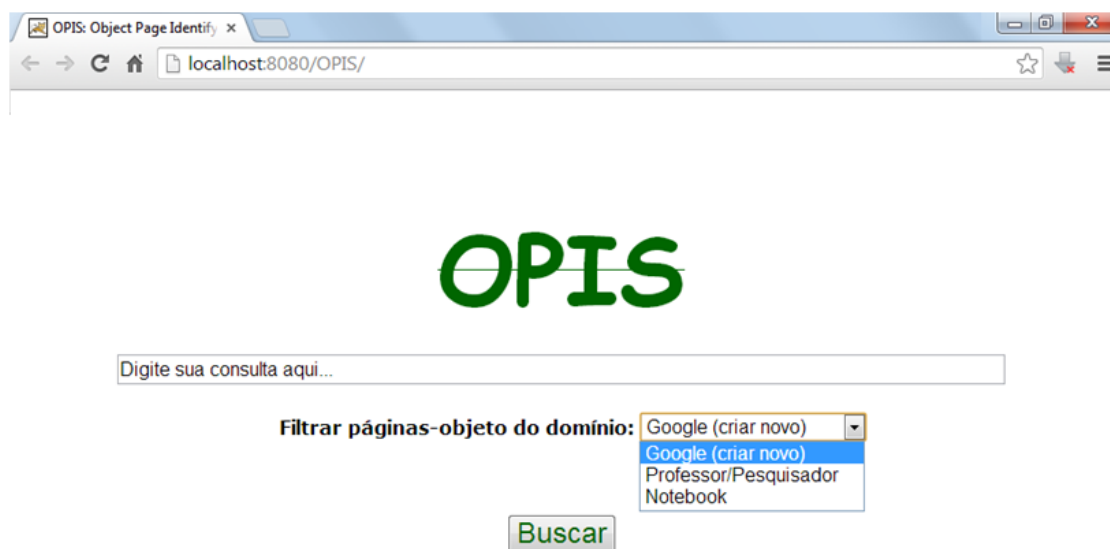 OPIS: Object Page Identify
localhost:8080/OPIS/
OPIS
Digite sua consulta aqui...
Filtrar páginas-objeto do domínio: Google (criar novo)
Google (criar novo)
Professor/Pesquisador
Notebook
Buscar